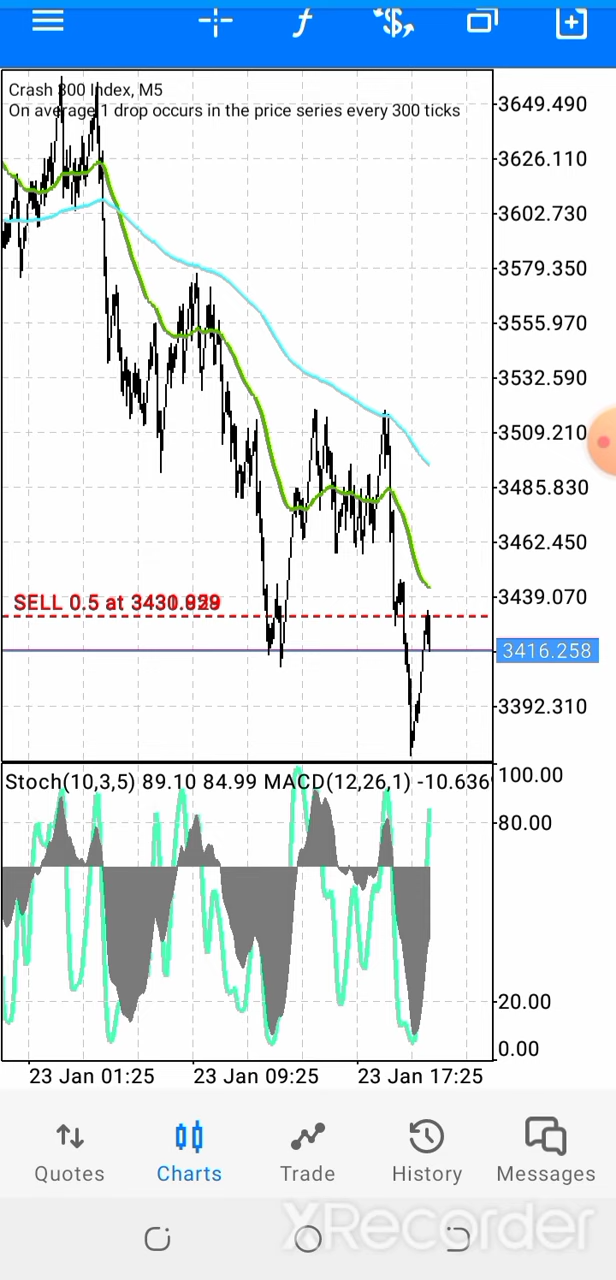 Crash 300 Index, M5
On average 1 drop occurs in the price series every 300 ticks
3649.490
3626.110
3602.730
3579.350
3555.970
3532.590
3509.210
3485.830
3462.450
3439.070
SELL 0.5 at
3416.258
3392.310
Stoch(10,3,5) 89.10 84.99 MACD(12,26,1) -10.636
100.00
80.00
20.00
0.00
23 Jan 01:25 23 Jan 09:25 23 Jan 17:25
Quotes Charts Trade History Messages
XRecorder